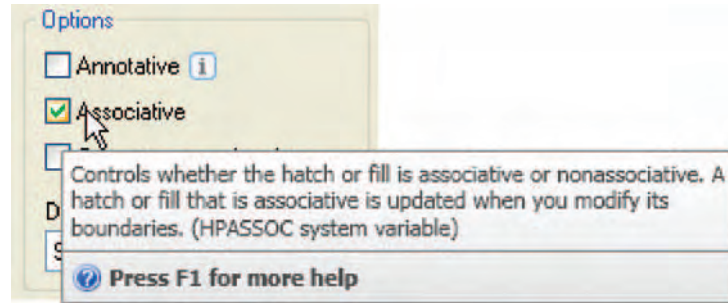 Options
Annotative i
Associative
Controls whether the hatch or fill is associative or nonassociative. A
hatch or fill that is associative is updated when you modify its
boundaries. (HPASSOC system variable)
? Press F1 for more help